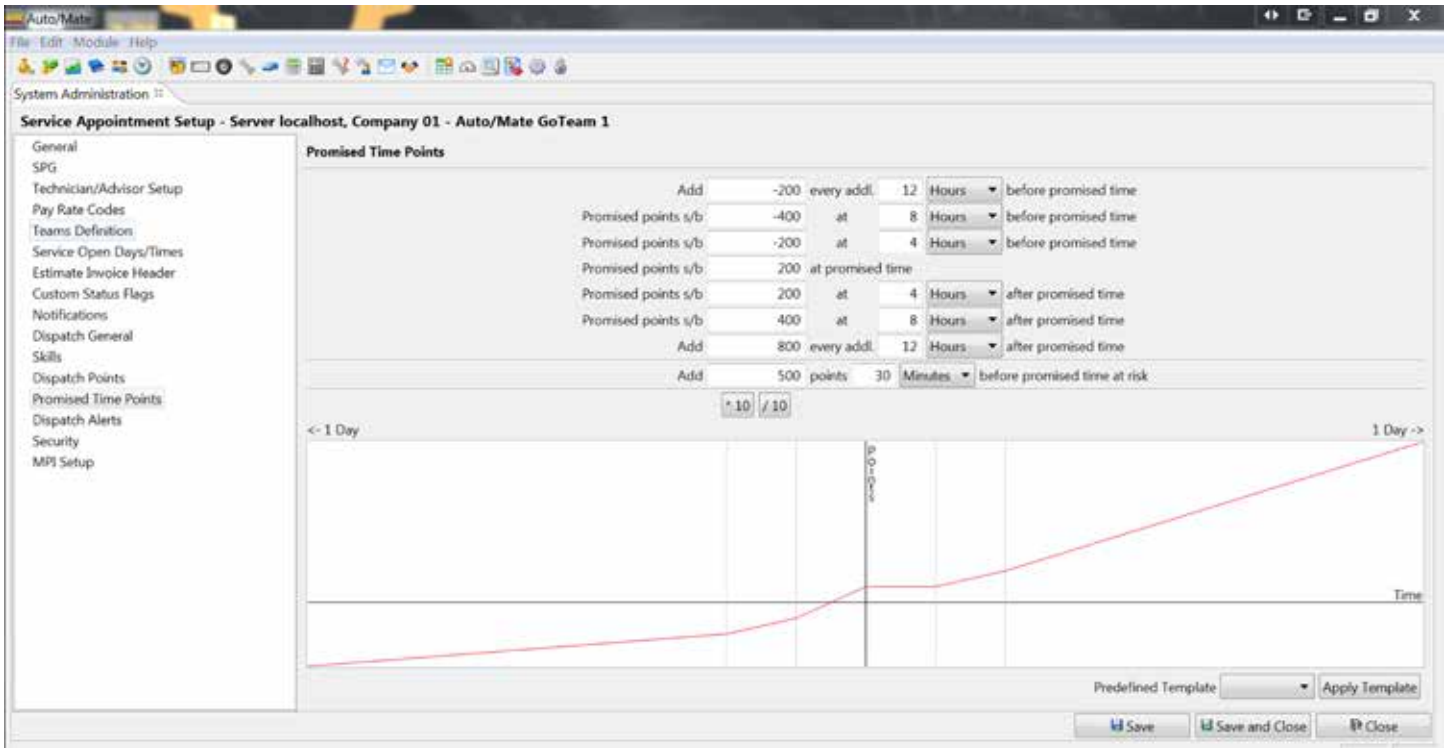 Auto/Mate
File Edit Module Help
System Administration
Service Appointment Setup - Server localhost, Company 01 - Auto/Mate GoTeam 1
General
SPG
Technician/Advisor Setup
Pay Rate Codes
Teams Definition
Service Open Days/Times
Estimate Invoice Header
Custom Status Flags
Notifications
Dispatch General
Skills
Dispatch Points
Promised Time Points
Dispatch Alerts
Security
MPI Setup
Promised Time Points
Add -200 every addl. 12 Hours before promised time
Promised points s/b -400 at 8 Hours before promised time
Promised points s/b -200 at 4 Hours before promised time
Promised points s/b 200 at promised time
Promised points s/b 200 at 4 Hours after promised time
Promised points s/b 400 at 8 Hours after promised time
Add 800 every addl. 12 Hours after promised time
Add 500 points 30 Minutes before promised time at risk
* 10 / 10
<- 1 Day 1 Day ->
Points
Time
Predefined Template Apply Template
Save Save and Close Close